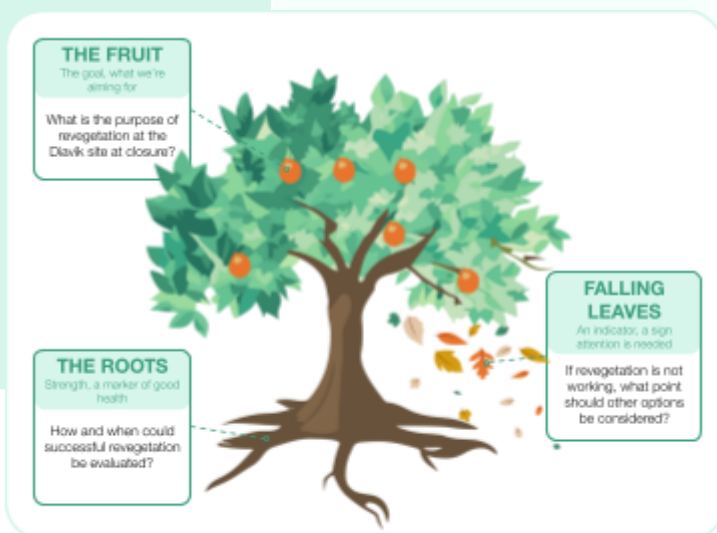 THE FRUIT
The goal, what we're
aiming for
What is the purpose of
revegetation at the
Diavik site at closure?
FALLING
LEAVES
An indicator, a sign
attention is needed
If revegetation is not
working, what point
should other options
be considered?
THE ROOTS
Strength, a marker of good
health
How and when could
successful revegetation
be evaluated?